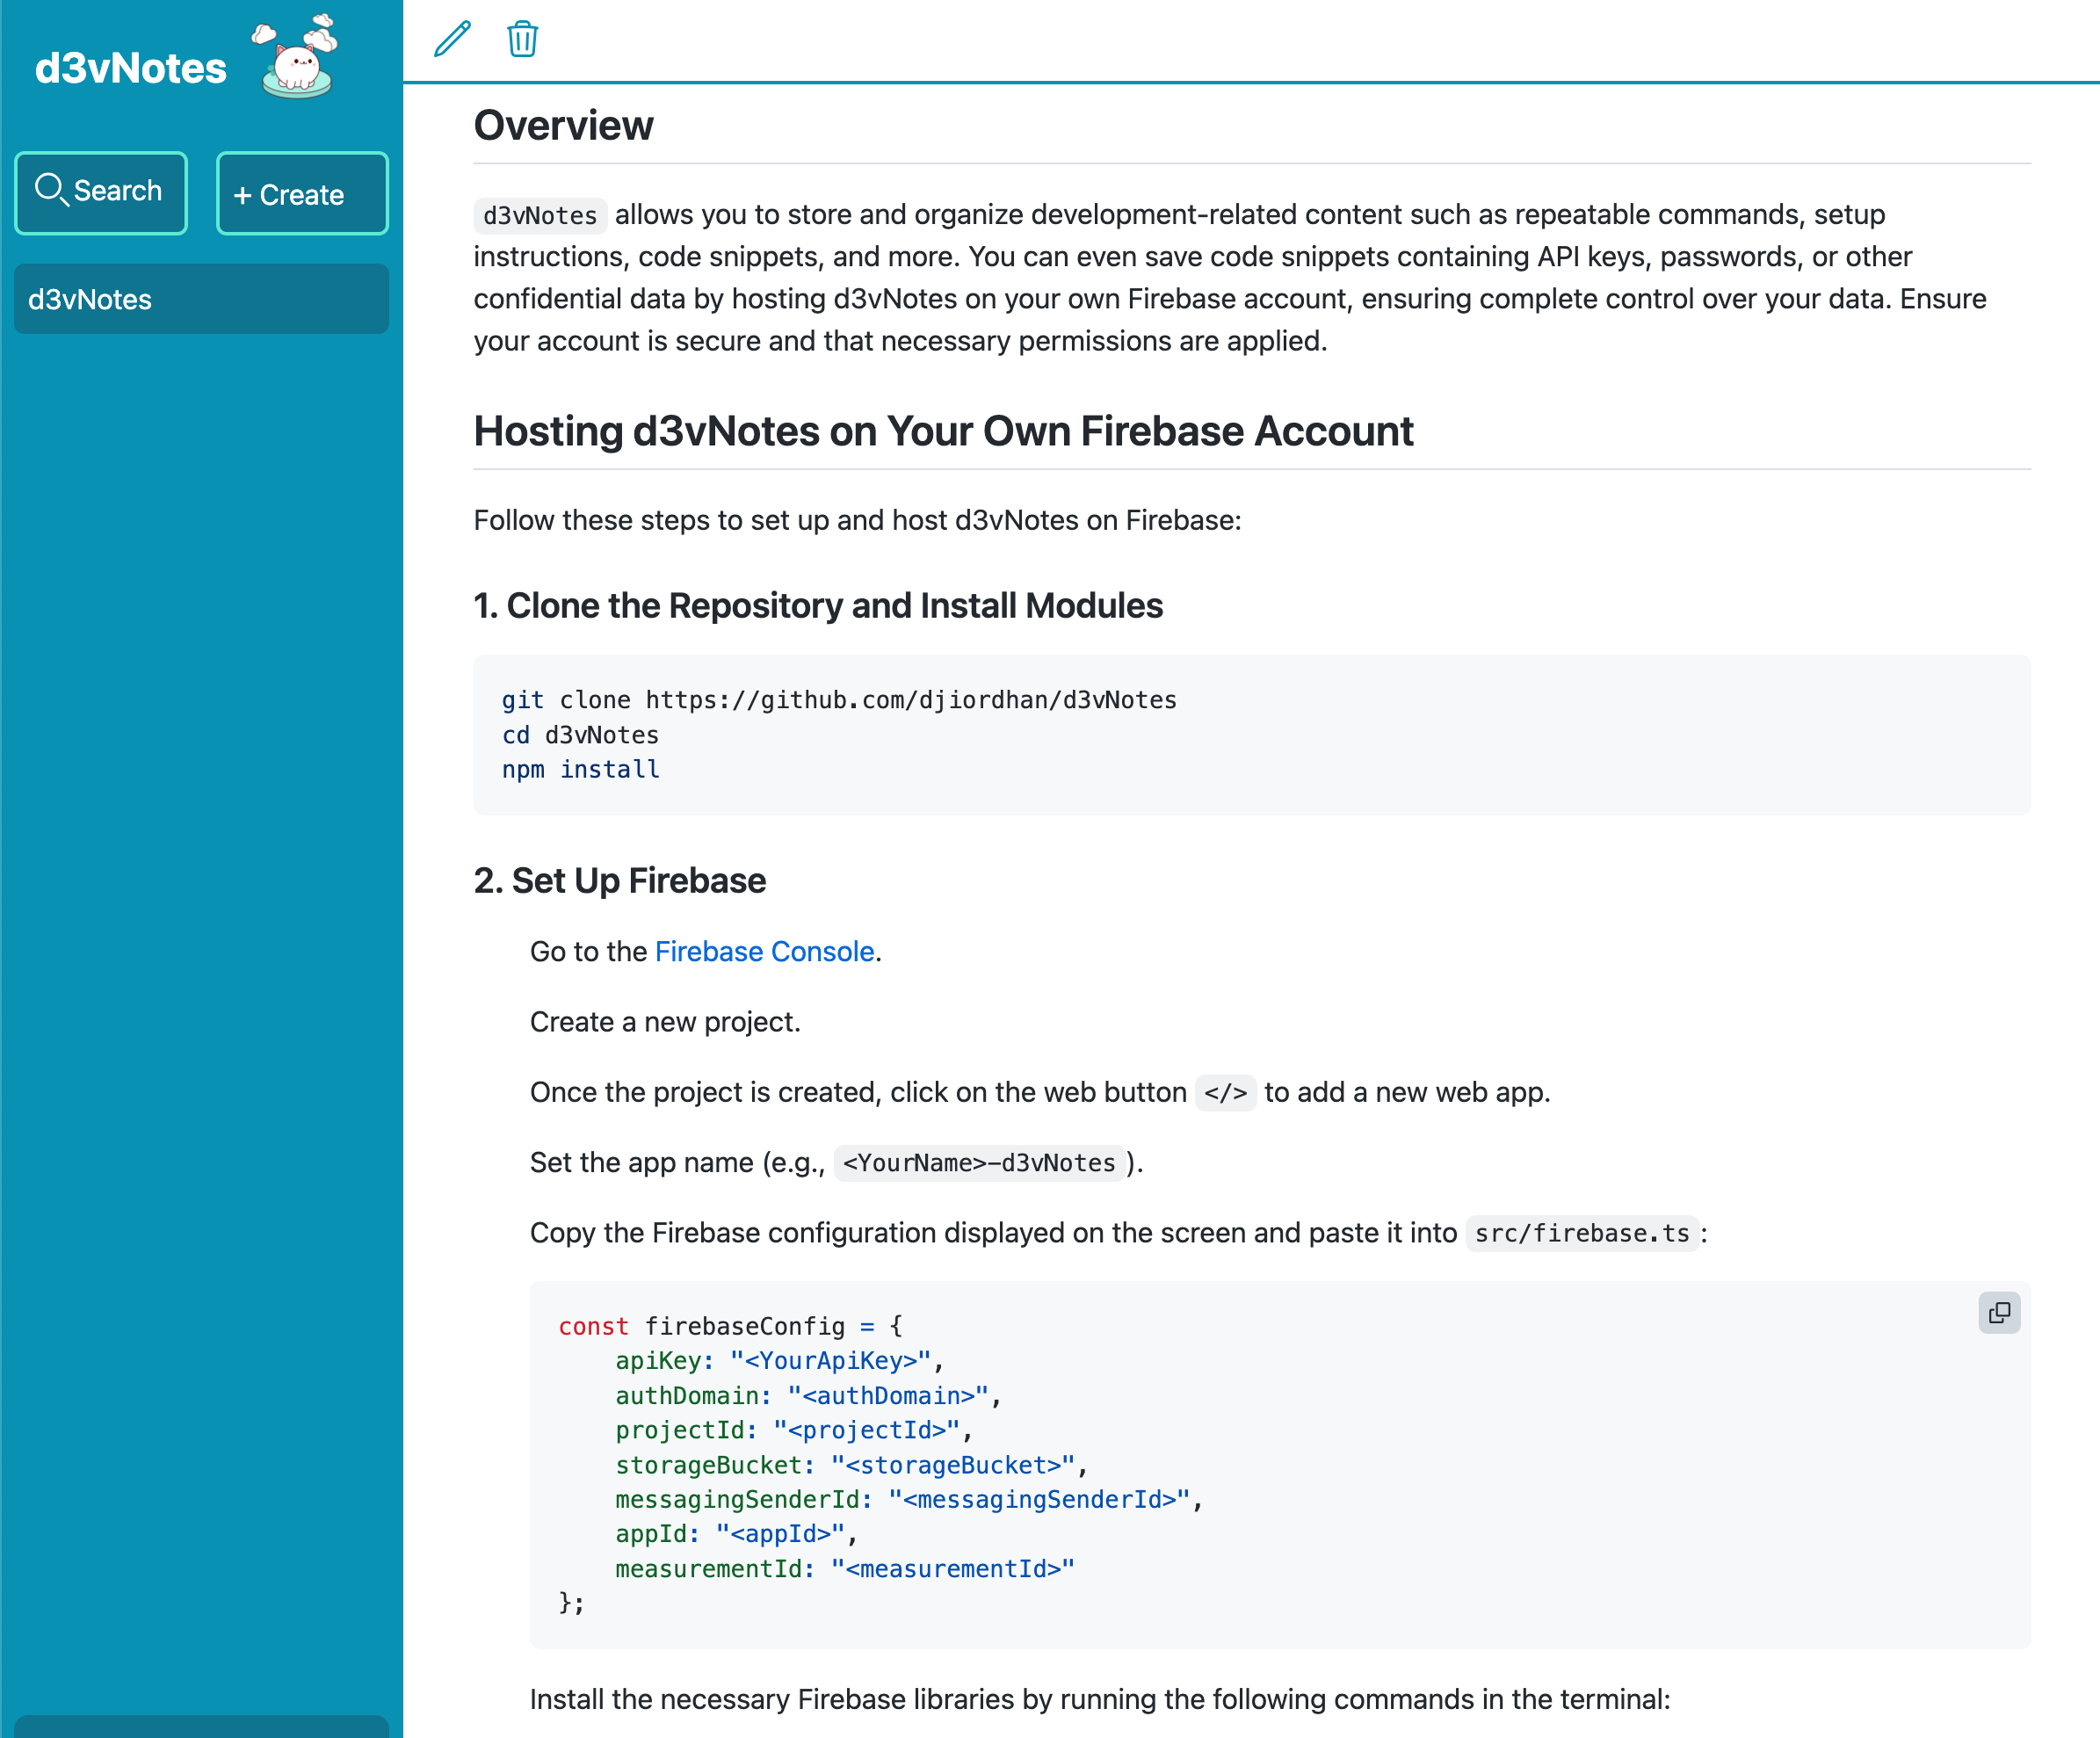 d3vNotes
Search
+ Create
d3vNotes
Overview
d3vNotes allows you to store and organize development-related content such as repeatable commands, setup
instructions, code snippets, and more. You can even save code snippets containing API keys, passwords, or other
confidential data by hosting d3vNotes on your own Firebase account, ensuring complete control over your data. Ensure
your account is secure and that necessary permissions are applied.
Hosting d3vNotes on Your Own Firebase Account
Follow these steps to set up and host d3vNotes on Firebase:
1. Clone the Repository and Install Modules
git clone https://github.com/djiordhan/d3vNotes
cd d3vNotes
npm install
2. Set Up Firebase
Go to the Firebase Console.
Create a new project.
Once the project is created, click on the web button </> to add a new web app.
Set the app name (e.g., <YourName>-d3vNotes).
Copy the Firebase configuration displayed on the screen and paste it into src/firebase.ts:
const firebaseConfig = {
    apiKey: "<YourApiKey>",
    authDomain: "<authDomain>",
    projectId: "<projectId>",
    storageBucket: "<storageBucket>",
    messagingSenderId: "<messagingSenderId>",
    appId: "<appId>",
    measurementId: "<measurementId>"
};
Install the necessary Firebase libraries by running the following commands in the terminal: